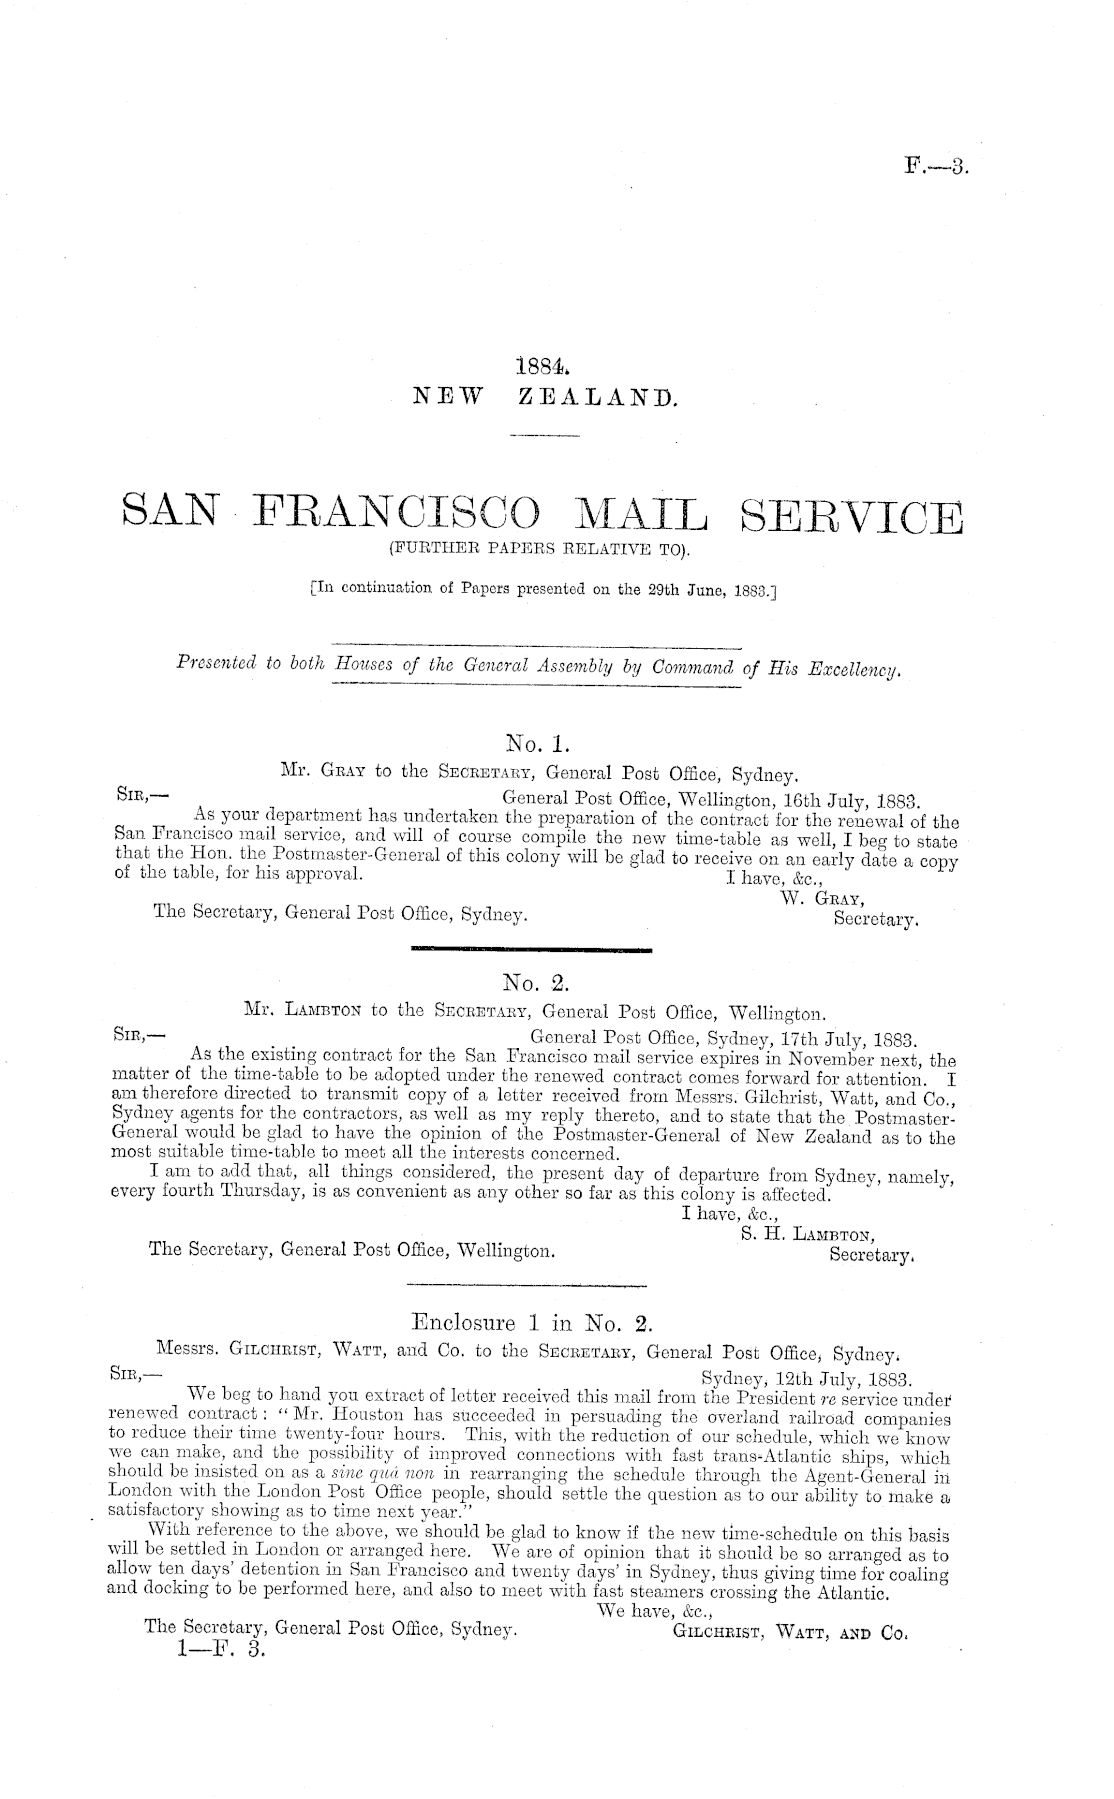 F.—3.
1884.
NEW ZEALAND.
SAN FRANCISCO MAIL SERVICE
(FURTHER PAPERS RELATIVE TO).
[In continuation of Papers presented on the 29th June, 1883.]
Presented to both Houses of the General Assembly by Command of His Excellency.
No. 1.
Mr. GRAY to the SECRETARY, General Post Office, Sydney.
SIR,— General Post Office, Wellington, 16th July, 1883.
As your department has undertaken the preparation of the contract for the renewal of the
San Francisco mail service, and will of course compile the new time-table as well, I beg to state
that the Hon. the Postmaster-General of this colony will be glad to receive on an early date a copy
of the table, for his approval. I have, &c.,
W. GRAY,
The Secretary, General Post Office, Sydney. Secretary.
No. 2.
Mr. LAMBTON to the SECRETARY, General Post Office, Wellington.
SIR,— General Post Office, Sydney, 17th July, 1883.
As the existing contract for the San Francisco mail service expires in November next, the
matter of the time-table to be adopted under the renewed contract comes forward for attention. I
am therefore directed to transmit copy of a letter received from Messrs. Gilchrist, Watt, and Co.,
Sydney agents for the contractors, as well as my reply thereto, and to state that the Postmaster-
General would be glad to have the opinion of the Postmaster-General of New Zealand as to the
most suitable time-table to meet all the interests concerned.
I am to add that, all things considered, the present day of departure from Sydney, namely,
every fourth Thursday, is as convenient as any other so far as this colony is affected.
I have, &c.,
S. H. LAMBTON,
The Secretary, General Post Office, Wellington. Secretary.
Enclosure 1 in No. 2.
Messrs. GILCHRIST, WATT, and Co. to the SECRETARY, General Post Office, Sydney.
SIR,— Sydney, 12th July, 1883.
We beg to hand you extract of letter received this mail from the President re service under
renewed contract: "Mr. Houston has succeeded in persuading the overland railroad companies
to reduce their time twenty-four hours. This, with the reduction of our schedule, which we know
we can make, and the possibility of improved connections with fast trans-Atlantic ships, which
should be insisted on as a sine quâ non in rearranging the schedule through the Agent-General in
London with the London Post Office people, should settle the question as to our ability to make a
satisfactory showing as to time next year."
With reference to the above, we should be glad to know if the new time-schedule on this basis
will be settled in London or arranged here. We are of opinion that it should be so arranged as to
allow ten days' detention in San Francisco and twenty days' in Sydney, thus giving time for coaling
and docking to be performed here, and also to meet with fast steamers crossing the Atlantic.
We have, &c.,
The Secretary, General Post Office, Sydney. GILCHRIST, WATT, AND CO.
1—F. 3.